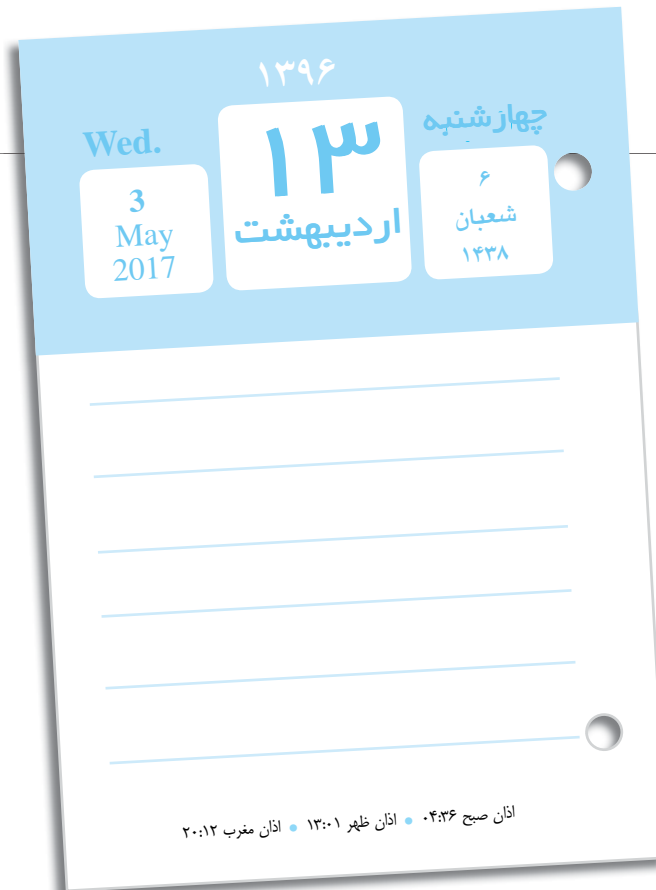 ۱۳۹۶
چهارشنبه
۶
شعبان
۱۴۳۸
۱۳
اردیبهشت
Wed.
3
May
2017
اذان صبح ۰۴:۳۶ • اذان ظهر ۱۳:۰۱ • اذان مغرب ۲۰:۱۲